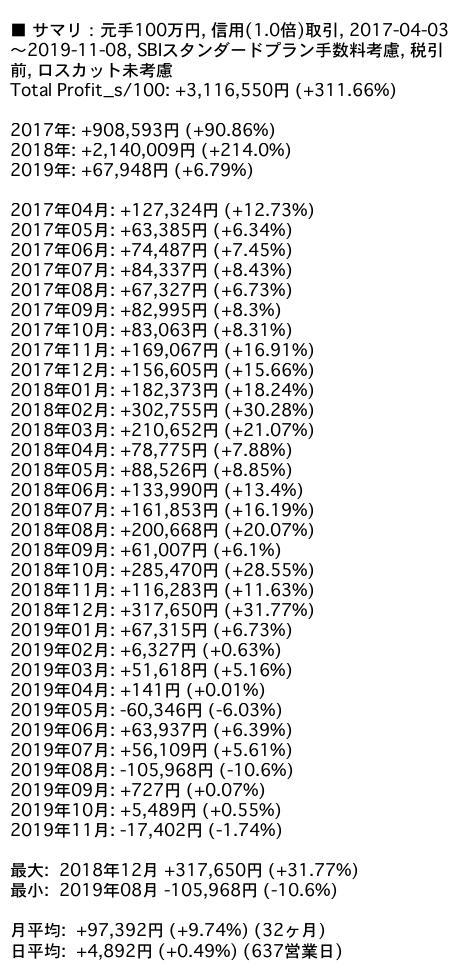 ■ サマリ：元手100万円, 信用(1.0倍)取引, 2017-04-03
～2019-11-08, SBIスタンダードプラン手数料考慮, 税引
前, ロスカット未考慮
Total Profit_s/100: +3,116,550円 (+311.66%)
2017年: +908,593円 (+90.86%)
2018年: +2,140,009円 (+214.0%)
2019年: +67,948円 (+6.79%)
2017年04月: +127,324円 (+12.73%)
2017年05月: +63,385円 (+6.34%)
2017年06月: +74,487円 (+7.45%)
2017年07月: +84,337円 (+8.43%)
2017年08月: +67,327円 (+6.73%)
2017年09月: +82,995円 (+8.3%)
2017年10月: +83,063円 (+8.31%)
2017年11月: +169,067円 (+16.91%)
2017年12月: +156,605円 (+15.66%)
2018年01月: +182,373円 (+18.24%)
2018年02月: +302,755円 (+30.28%)
2018年03月: +210,652円 (+21.07%)
2018年04月: +78,775円 (+7.88%)
2018年05月: +88,526円 (+8.85%)
2018年06月: +133,990円 (+13.4%)
2018年07月: +161,853円 (+16.19%)
2018年08月: +200,668円 (+20.07%)
2018年09月: +61,007円 (+6.1%)
2018年10月: +285,470円 (+28.55%)
2018年11月: +116,283円 (+11.63%)
2018年12月: +317,650円 (+31.77%)
2019年01月: +67,315円 (+6.73%)
2019年02月: +6,327円 (+0.63%)
2019年03月: +51,618円 (+5.16%)
2019年04月: +141円 (+0.01%)
2019年05月: -60,346円 (-6.03%)
2019年06月: +63,937円 (+6.39%)
2019年07月: +56,109円 (+5.61%)
2019年08月: -105,968円 (-10.6%)
2019年09月: +727円 (+0.07%)
2019年10月: +5,489円 (+0.55%)
2019年11月: -17,402円 (-1.74%)
最大: 2018年12月 +317,650円 (+31.77%)
最小: 2019年08月 -105,968円 (-10.6%)
月平均: +97,392円 (+9.74%) (32ヶ月)
日平均: +4,892円 (+0.49%) (637営業日)